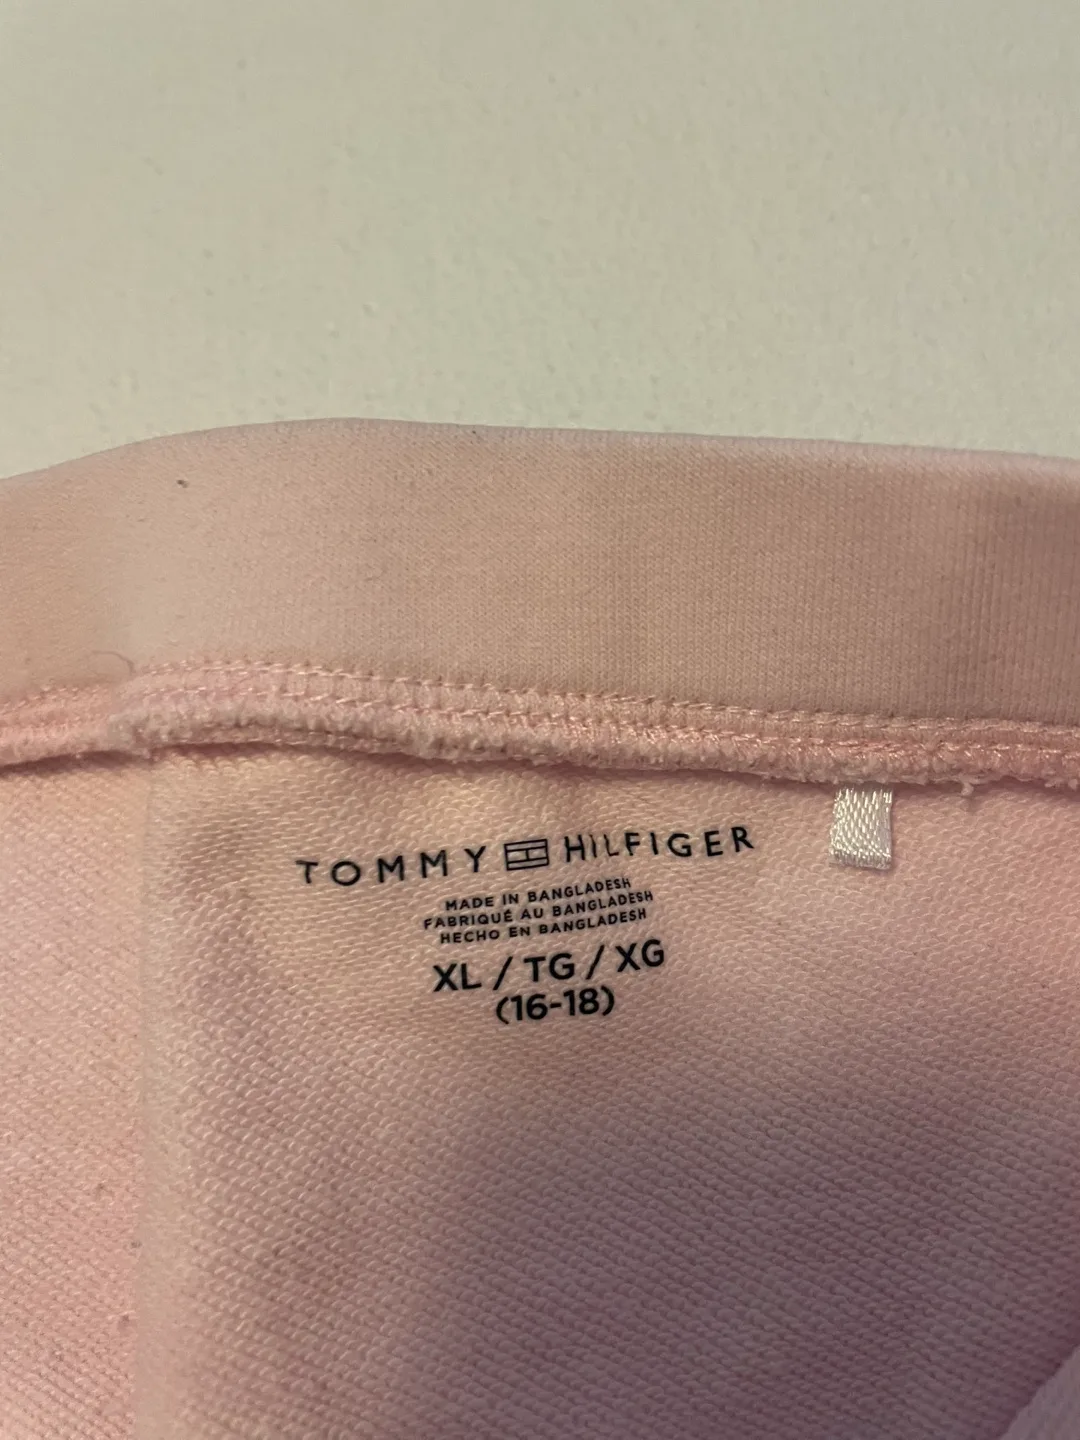 TOMMY HILFIGER
MADE IN BANGLADESH
FABRIQUÉ AU BANGLADESH
HECHO EN BANGLADESH
XL / TG / XG
(16-18)